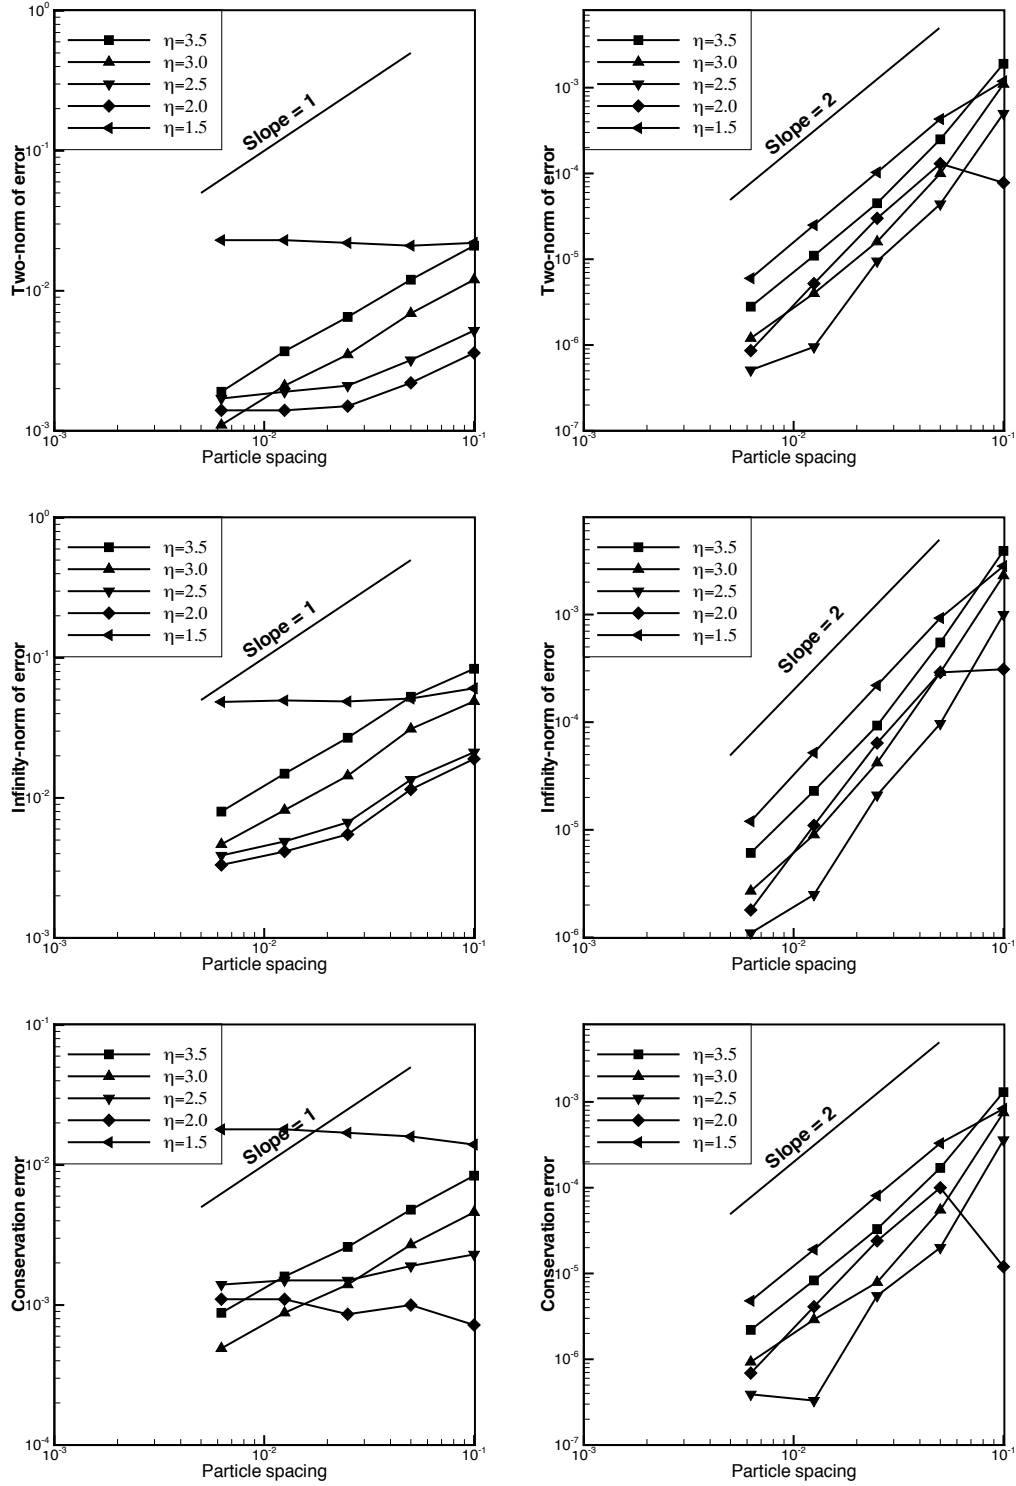 10⁰
η=3.5
η=3.0
η=2.5
η=2.0
η=1.5
Slope = 1
10⁻¹
10⁻²
10⁻³
10⁻³ 10⁻² 10⁻¹
Two-norm of error
Particle spacing
η=3.5
η=3.0
η=2.5
η=2.0
η=1.5
Slope = 2
10⁻³
10⁻⁴
10⁻⁵
10⁻⁶
10⁻⁷
10⁻³ 10⁻² 10⁻¹
Two-norm of error
Particle spacing
10⁰
η=3.5
η=3.0
η=2.5
η=2.0
η=1.5
Slope = 1
10⁻¹
10⁻²
10⁻³
10⁻³ 10⁻² 10⁻¹
Infinity-norm of error
Particle spacing
η=3.5
η=3.0
η=2.5
η=2.0
η=1.5
Slope = 2
10⁻³
10⁻⁴
10⁻⁵
10⁻⁶
10⁻³ 10⁻² 10⁻¹
Infinity-norm of error
Particle spacing
10⁻¹
η=3.5
η=3.0
η=2.5
η=2.0
η=1.5
Slope = 1
10⁻²
10⁻³
10⁻⁴
10⁻³ 10⁻² 10⁻¹
Conservation error
Particle spacing
η=3.5
η=3.0
η=2.5
η=2.0
η=1.5
Slope = 2
10⁻³
10⁻⁴
10⁻⁵
10⁻⁶
10⁻⁷
10⁻³ 10⁻² 10⁻¹
Conservation error
Particle spacing